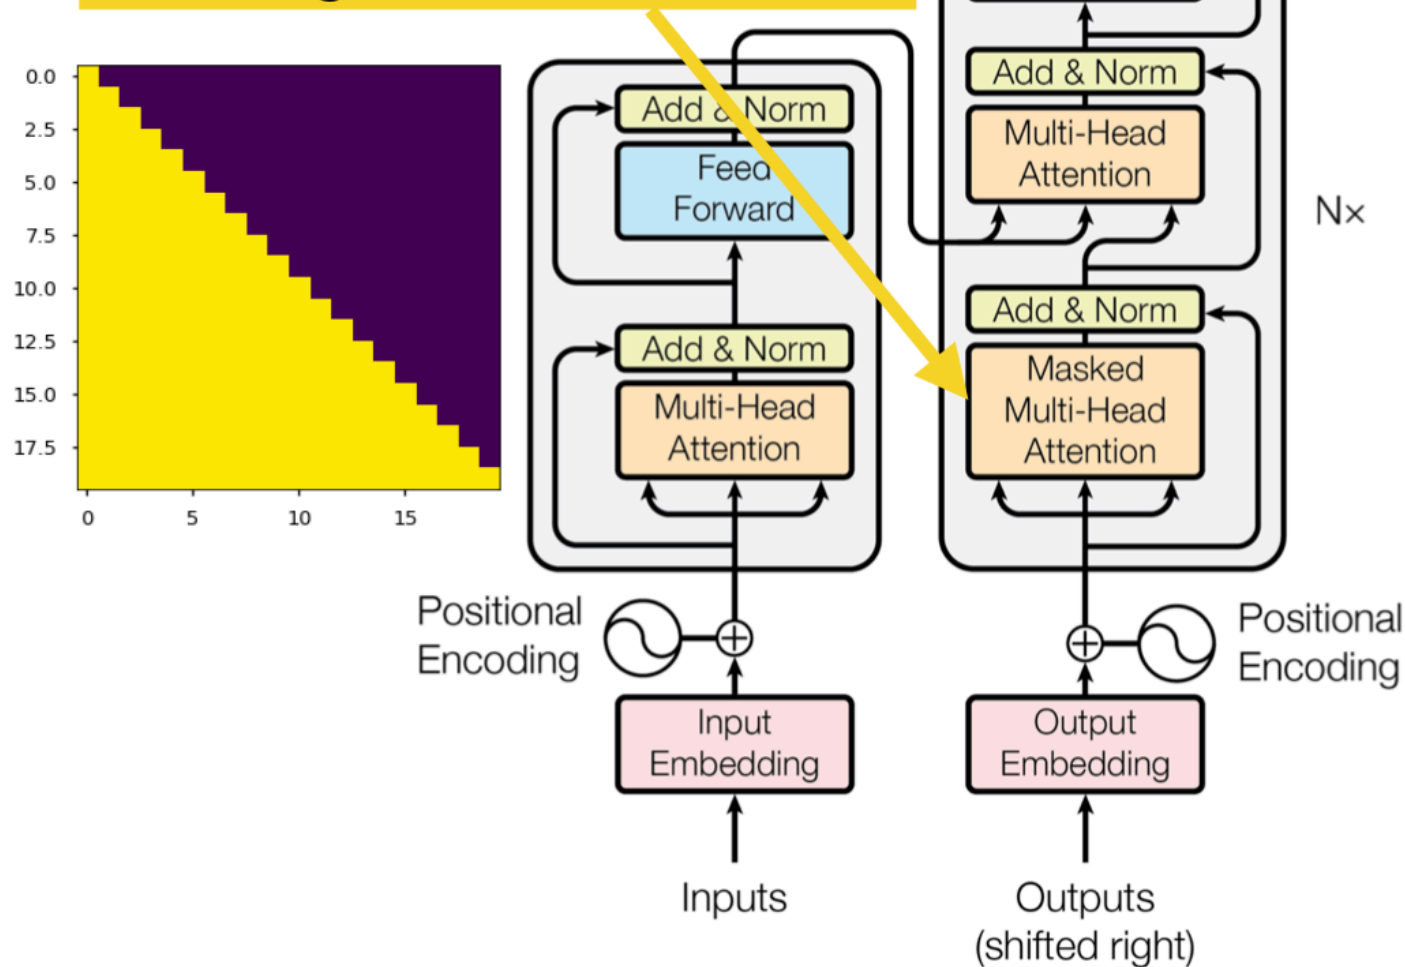 0.0
2.5
5.0
7.5
10.0
12.5
15.0
17.5
0 5 10 15
Add & Norm
Feed
Forward
Add & Norm
Multi-Head
Attention
Positional
Encoding
Input
Embedding
Inputs
Add & Norm
Multi-Head
Attention
N×
Add & Norm
Masked
Multi-Head
Attention
Positional
Encoding
Output
Embedding
Outputs
(shifted right)